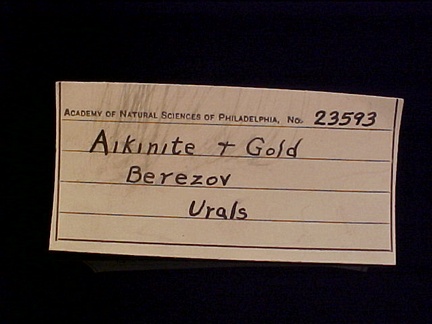 Academy of Natural Sciences of Philadelphia, No. 23593
Aikinite + Gold
Berezov
Urals